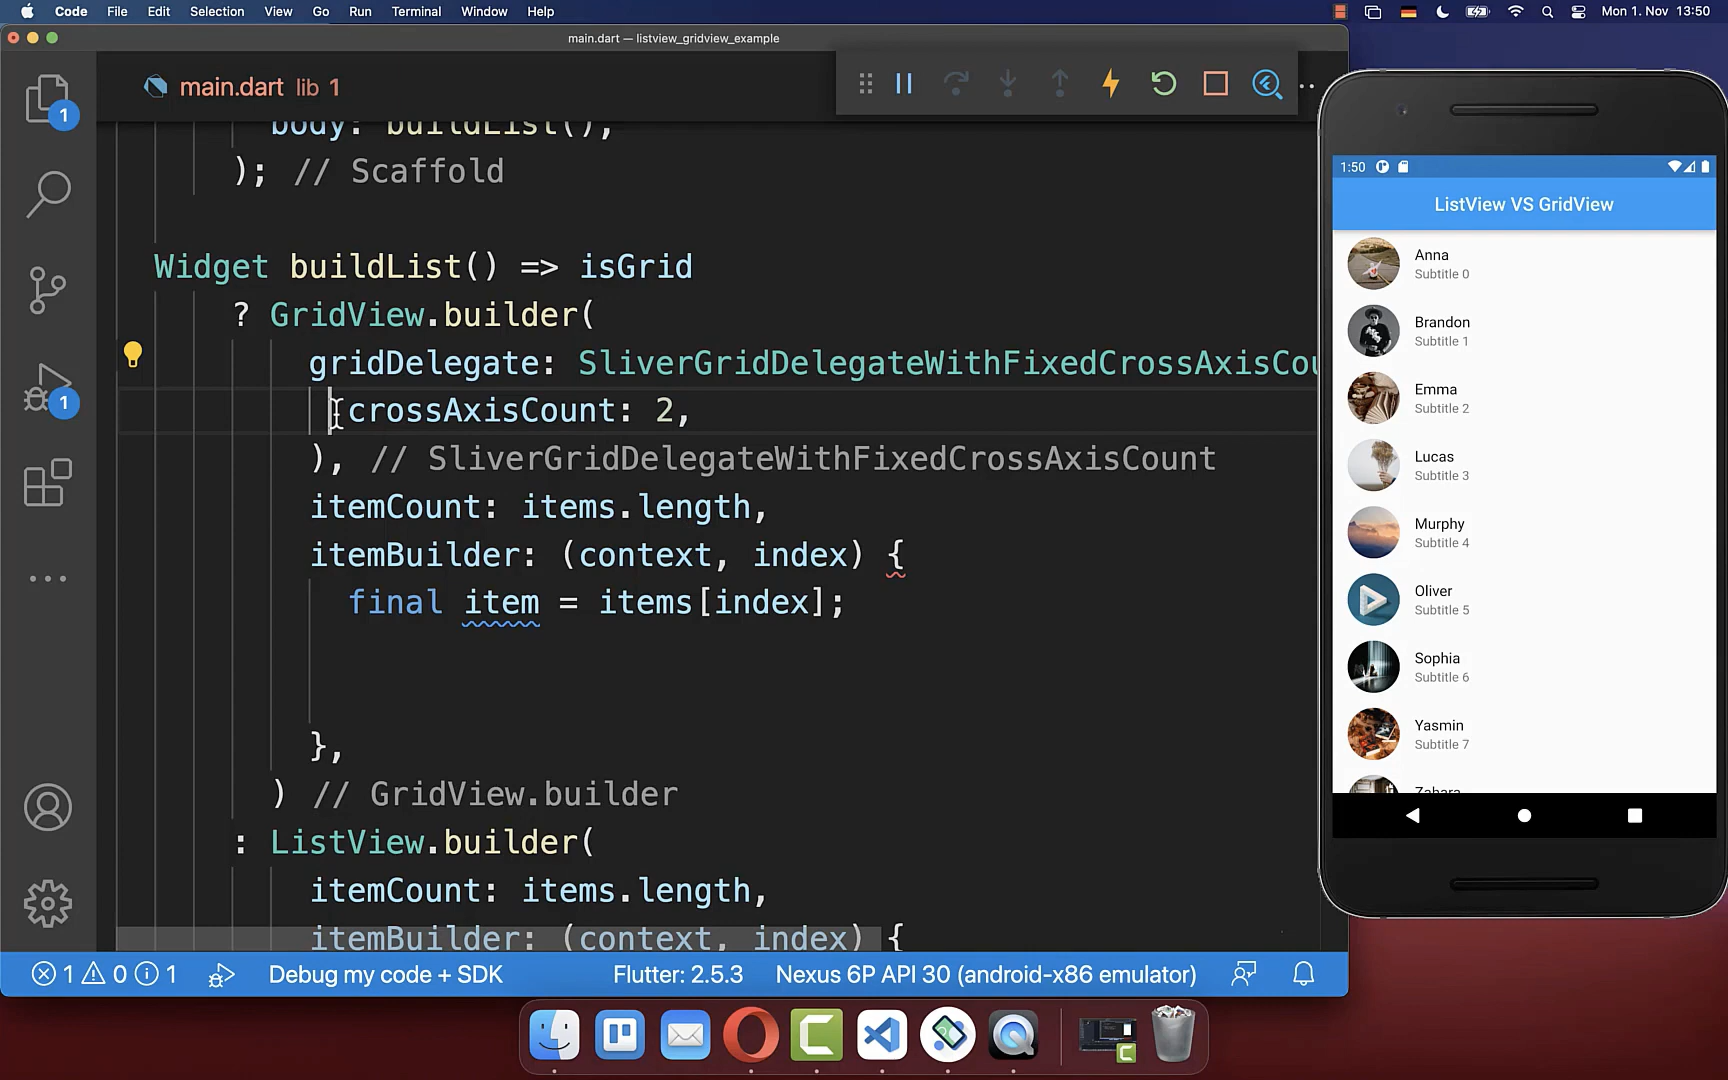 Code File Edit Selection View Go Run Terminal Window Help Mon 1. Nov 13:50
main.dart — listview_gridview_example
main.dart lib 1
1
body: buildList(),
); // Scaffold
Widget buildList() => isGrid
? GridView.builder(
gridDelegate: SliverGridDelegateWithFixedCrossAxisCou
crossAxisCount: 2,
), // SliverGridDelegateWithFixedCrossAxisCount
1
itemCount: items.length,
itemBuilder: (context, index) {
final item = items[index];
},
) // GridView.builder
: ListView.builder(
itemCount: items.length,
itemBuilder: (context, index) {
1 0 1 Debug my code + SDK Flutter: 2.5.3 Nexus 6P API 30 (android-x86 emulator)
1:50
ListView VS GridView
Anna
Subtitle 0
Brandon
Subtitle 1
Emma
Subtitle 2
Lucas
Subtitle 3
Murphy
Subtitle 4
Oliver
Subtitle 5
Sophia
Subtitle 6
Yasmin
Subtitle 7
Zahara